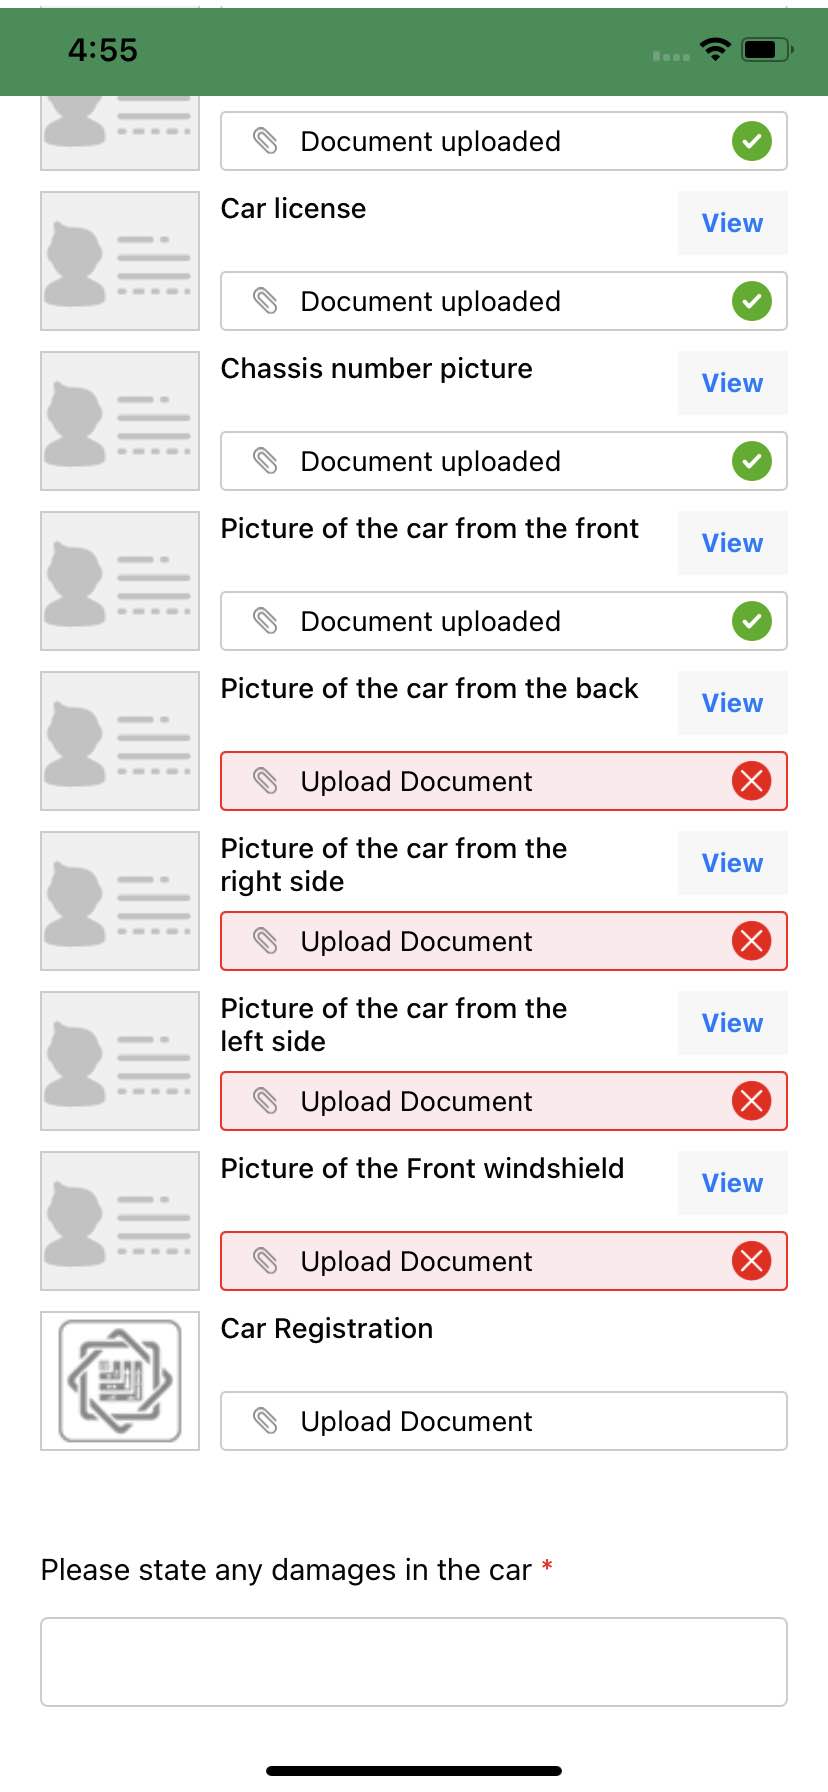 4:55
Document uploaded
Car license
View
Document uploaded
Chassis number picture
View
Document uploaded
Picture of the car from the front
View
Document uploaded
Picture of the car from the back
View
Upload Document
Picture of the car from the
right side
View
Upload Document
Picture of the car from the
left side
View
Upload Document
Picture of the Front windshield
View
Upload Document
Car Registration
Upload Document
Please state any damages in the car *